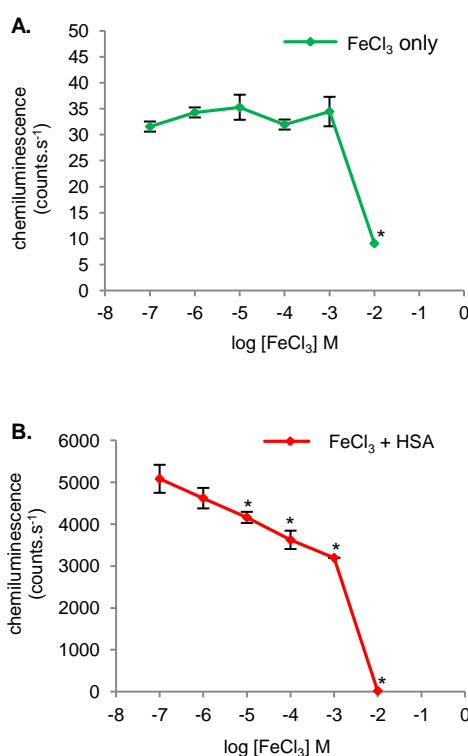 A.
FeCl₃ only
50
45
40
35
30
25
20
15
10
5
0
chemiluminescence
(counts.s⁻¹)
*
-8 -7 -6 -5 -4 -3 -2 -1 0
log [FeCl₃] M
B.
FeCl₃ + HSA
6000
5000
4000
3000
2000
1000
0
chemiluminescence
(counts.s⁻¹)
* * * *
-8 -7 -6 -5 -4 -3 -2 -1 0
log [FeCl₃] M